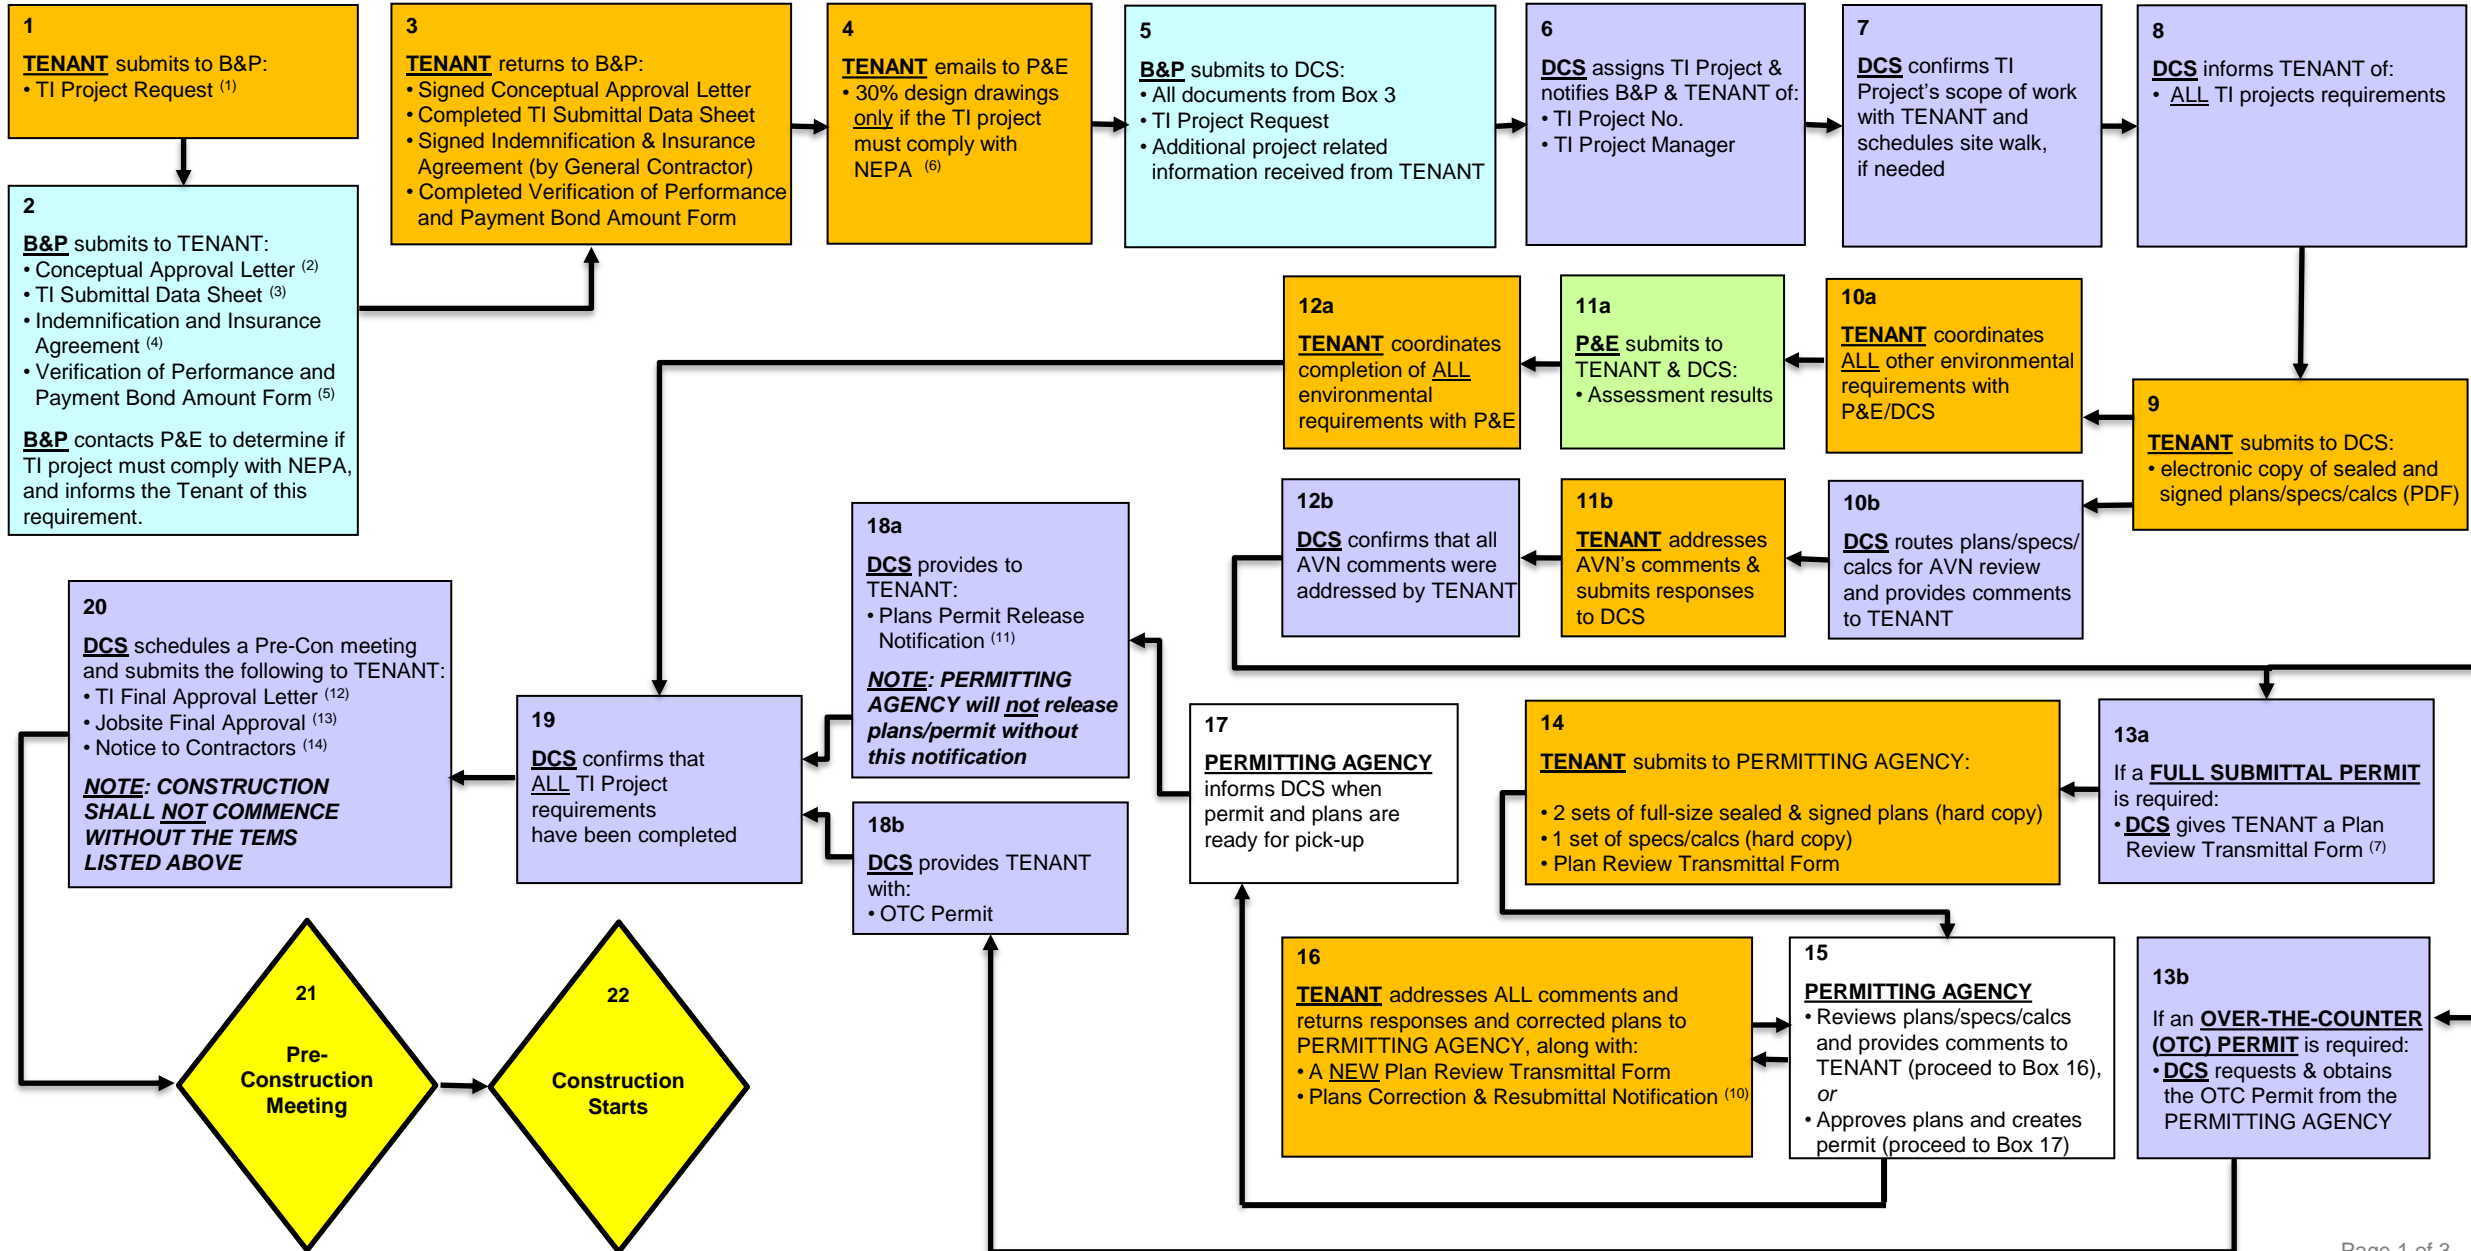 1
TENANT submits to B&P:
• TI Project Request (1)
2
B&P submits to TENANT:
• Conceptual Approval Letter (2)
• TI Submittal Data Sheet (3)
• Indemnification and Insurance
Agreement (4)
• Verification of Performance and
Payment Bond Amount Form (5)
B&P contacts P&E to determine if
TI project must comply with NEPA,
and informs the Tenant of this
requirement.
3
TENANT returns to B&P:
• Signed Conceptual Approval Letter
• Completed TI Submittal Data Sheet
• Signed Indemnification & Insurance
Agreement (by General Contractor)
• Completed Verification of Performance
and Payment Bond Amount Form
4
TENANT emails to P&E
• 30% design drawings
only if the TI project
must comply with
NEPA (6)
5
B&P submits to DCS:
• All documents from Box 3
• TI Project Request
• Additional project related
information received from TENANT
6
DCS assigns TI Project &
notifies B&P & TENANT of:
• TI Project No.
• TI Project Manager
7
DCS confirms TI
Project's scope of work
with TENANT and
schedules site walk,
if needed
8
DCS informs TENANT of:
• ALL TI projects requirements
9
TENANT submits to DCS:
• electronic copy of sealed and
signed plans/specs/calcs (PDF)
10a
TENANT coordinates
ALL other environmental
requirements with
P&E/DCS
11a
P&E submits to
TENANT & DCS:
• Assessment results
12a
TENANT coordinates
completion of ALL
environmental
requirements with P&E
10b
DCS routes plans/specs/
calcs for AVN review
and provides comments
to TENANT
11b
TENANT addresses
AVN's comments &
submits responses
to DCS
12b
DCS confirms that all
AVN comments were
addressed by TENANT
13a
If a FULL SUBMITTAL PERMIT
is required:
• DCS gives TENANT a Plan
Review Transmittal Form (7)
13b
If an OVER-THE-COUNTER
(OTC) PERMIT is required:
• DCS requests & obtains
the OTC Permit from the
PERMITTING AGENCY
14
TENANT submits to PERMITTING AGENCY:
• 2 sets of full-size sealed & signed plans (hard copy)
• 1 set of specs/calcs (hard copy)
• Plan Review Transmittal Form
15
PERMITTING AGENCY
• Reviews plans/specs/calcs
and provides comments to
TENANT (proceed to Box 16),
or
• Approves plans and creates
permit (proceed to Box 17)
16
TENANT addresses ALL comments and
returns responses and corrected plans to
PERMITTING AGENCY, along with:
• A NEW Plan Review Transmittal Form
• Plans Correction & Resubmittal Notification (10)
17
PERMITTING AGENCY
informs DCS when
permit and plans are
ready for pick-up
18a
DCS provides to
TENANT:
• Plans Permit Release
Notification (11)
NOTE: PERMITTING
AGENCY will not release
plans/permit without
this notification
18b
DCS provides TENANT
with:
• OTC Permit
19
DCS confirms that
ALL TI Project
requirements
have been completed
20
DCS schedules a Pre-Con meeting
and submits the following to TENANT:
• TI Final Approval Letter (12)
• Jobsite Final Approval (13)
• Notice to Contractors (14)
NOTE: CONSTRUCTION
SHALL NOT COMMENCE
WITHOUT THE TEMS
LISTED ABOVE
21
Pre-
Construction
Meeting
22
Construction
Starts
Page 1 of 3